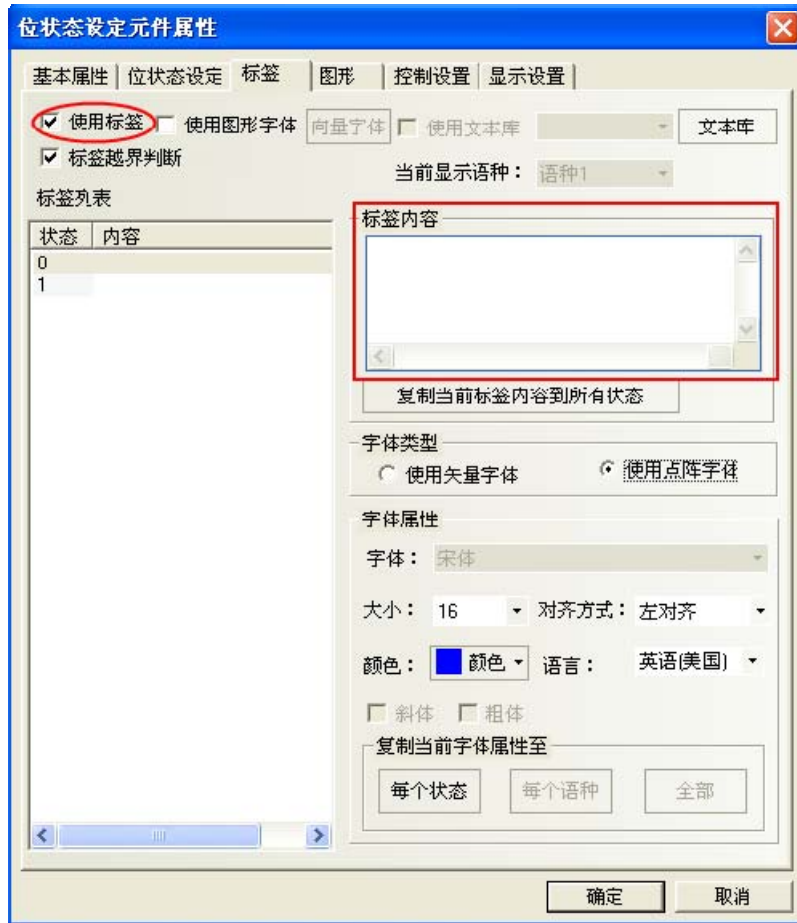 位状态设定元件属性
基本属性 位状态设定 标签 图形 控制设置 显示设置
使用标签 使用图形字体 向量字体 使用文本库 文本库
标签越界判断
当前显示语种： 语种1
标签列表
标签内容
状态 内容
0
1
复制当前标签内容到所有状态
字体类型
使用矢量字体 使用点阵字体
字体属性
字体： 宋体
大小： 16 对齐方式： 左对齐
颜色： 颜色 语言： 英语(美国)
斜体 粗体
复制当前字体属性至
每个状态 每个语种 全部
确定 取消